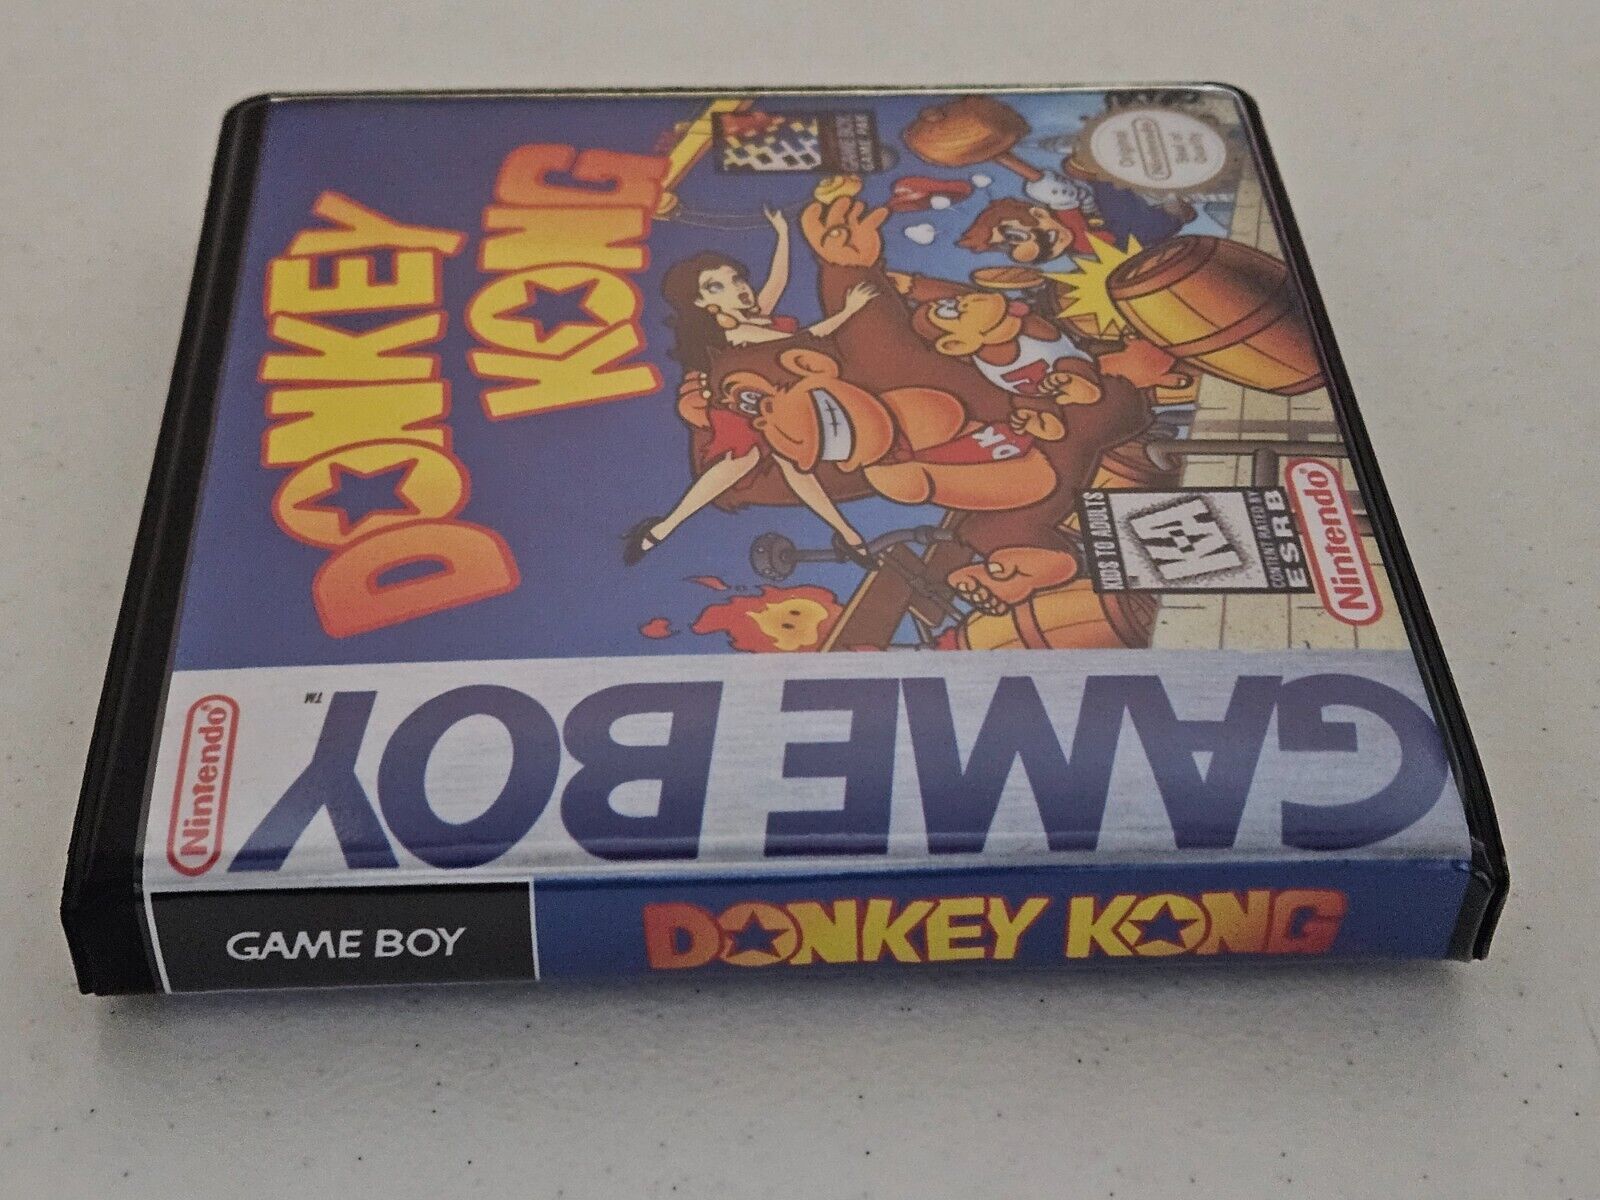 DONKEY
KONG
GAME BOY
GAME PAK
Original
Nintendo
Seal of
Quality
DK
KIDS TO ADULTS
K-A
CONTENT RATED BY
ESRB
Nintendo®
Nintendo®
GAME BOY
TM
GAME BOY
DONKEY KONG